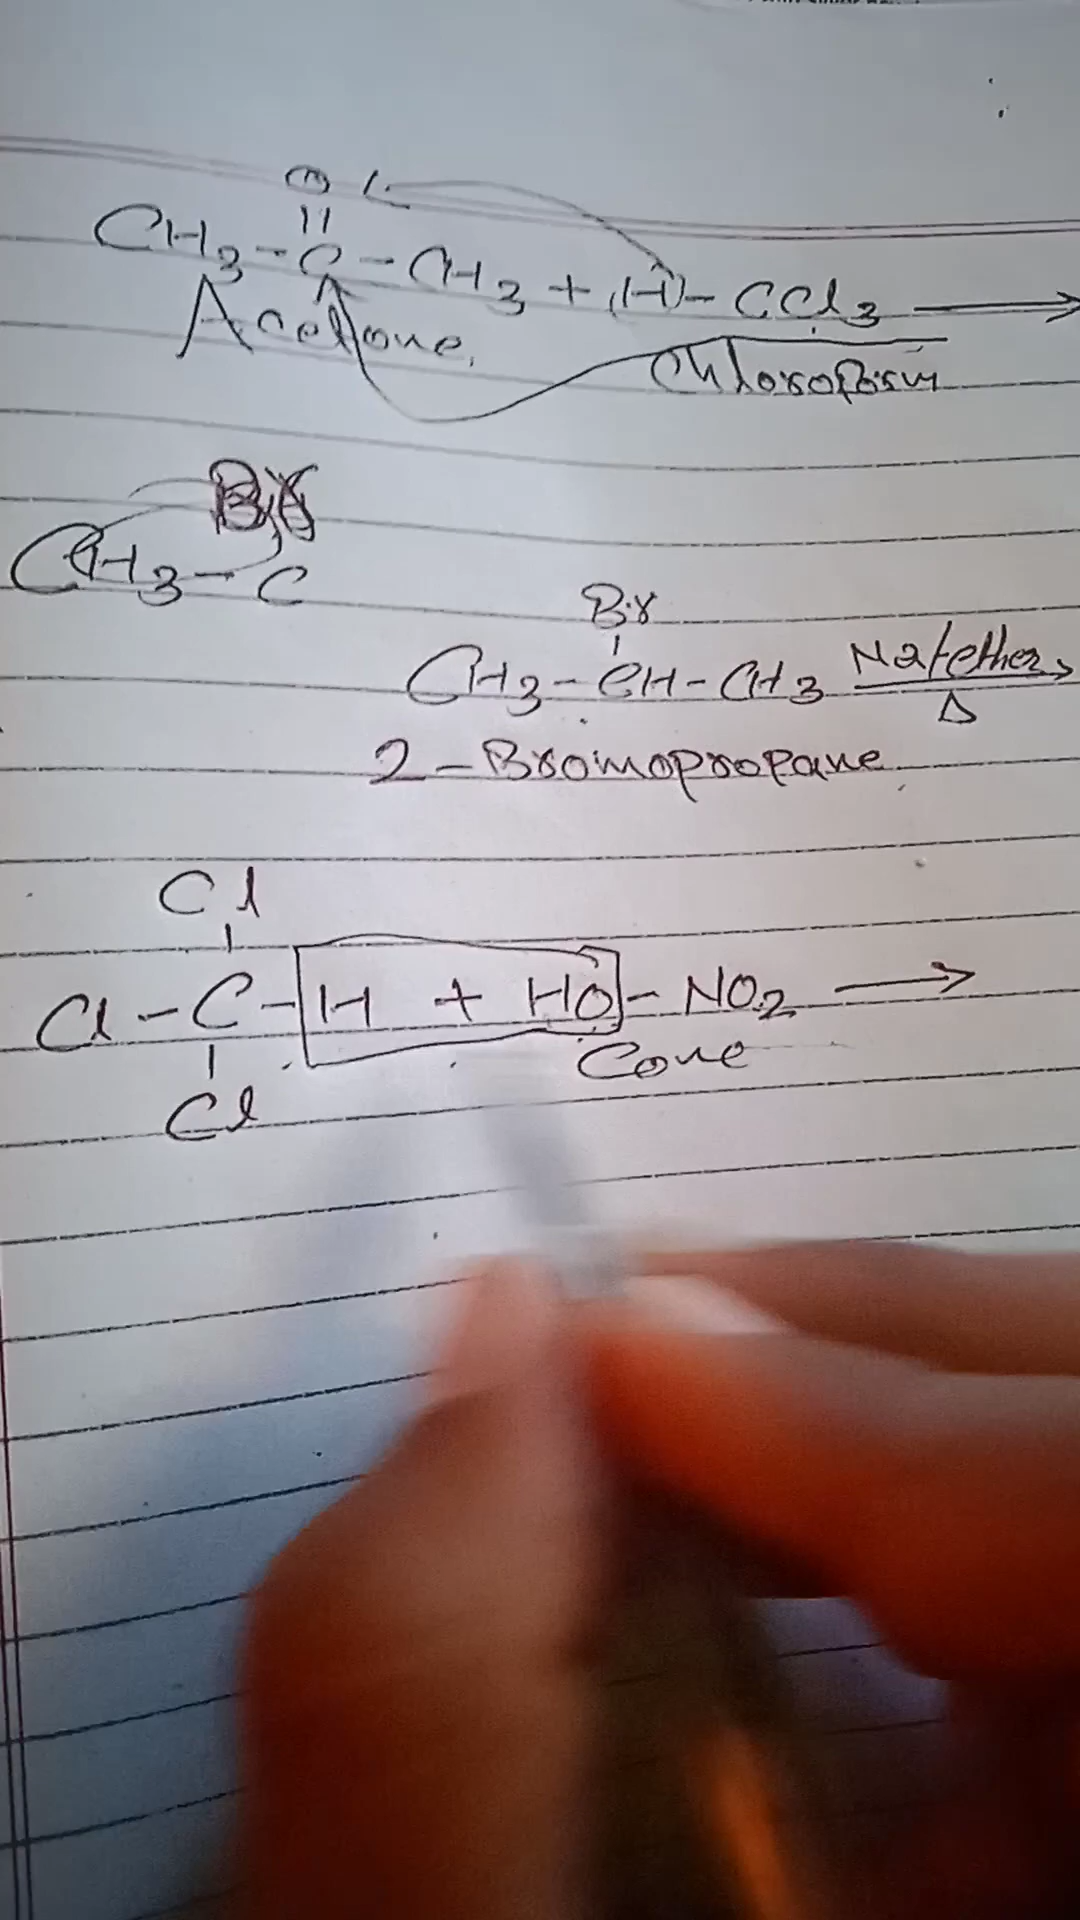 O
||
CH3-C-CH3 + H-CCl3 →
Acetone, Chloroform
CH3-C
Br
CH3-CH-CH3 Na/ether →
Δ
2-Bromopropane
Cl
Cl-C-H + HO-NO2 →
Conc
Cl